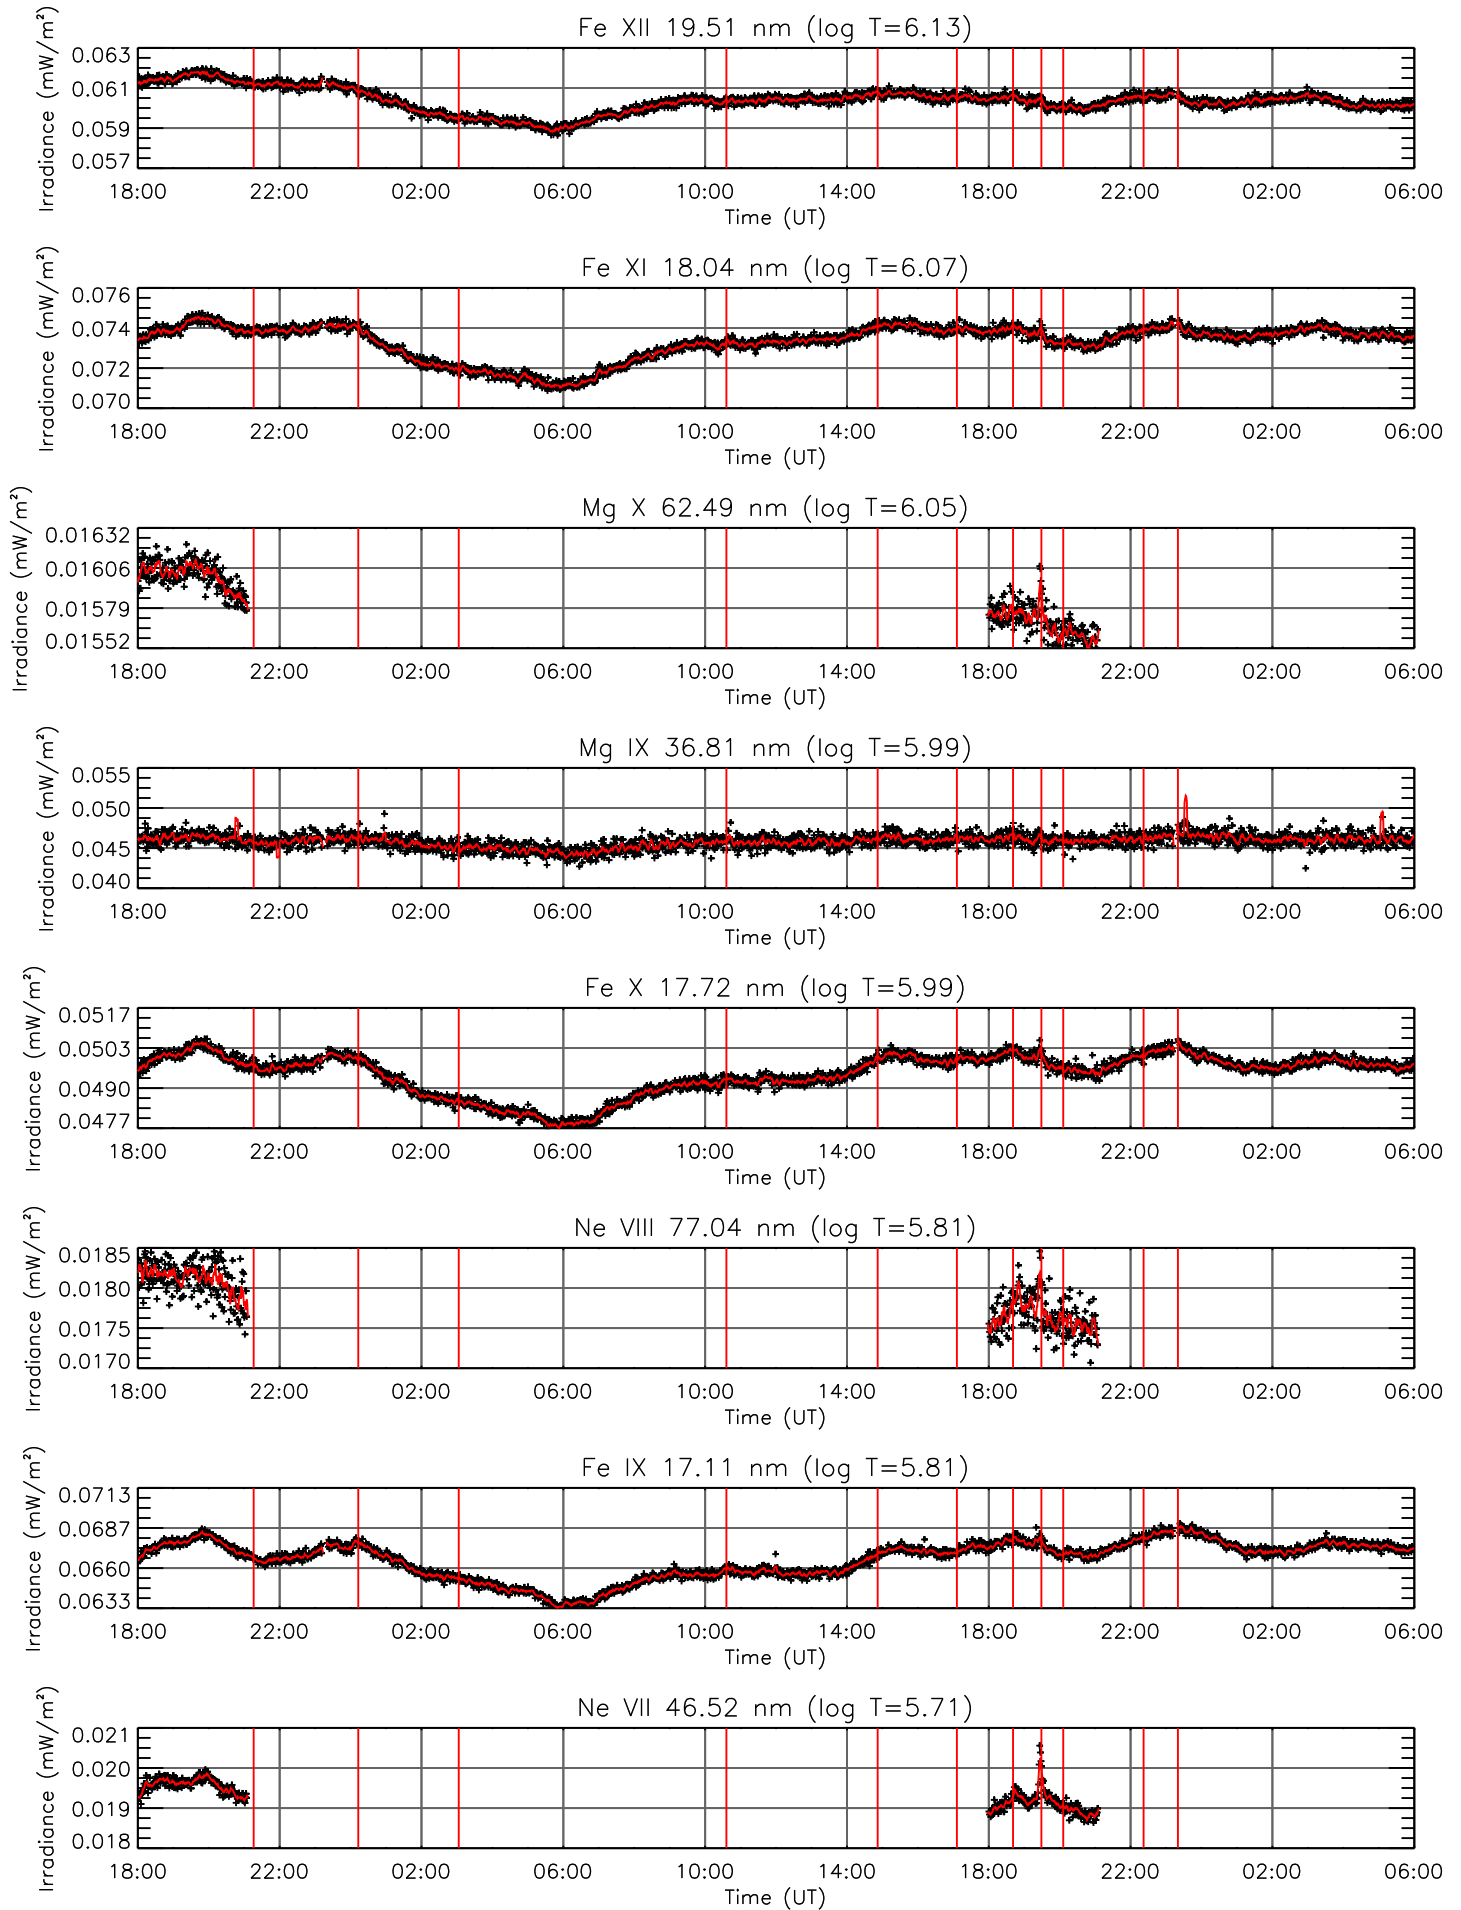 Fe XII 19.51 nm (log T=6.13)
Irradiance (mW/m²)
0.063
0.061
0.059
0.057
18:00 22:00 02:00 06:00 10:00 14:00 18:00 22:00 02:00 06:00
Time (UT)
Fe XI 18.04 nm (log T=6.07)
Irradiance (mW/m²)
0.076
0.074
0.072
0.070
18:00 22:00 02:00 06:00 10:00 14:00 18:00 22:00 02:00 06:00
Time (UT)
Mg X 62.49 nm (log T=6.05)
Irradiance (mW/m²)
0.01632
0.01606
0.01579
0.01552
18:00 22:00 02:00 06:00 10:00 14:00 18:00 22:00 02:00 06:00
Time (UT)
Mg IX 36.81 nm (log T=5.99)
Irradiance (mW/m²)
0.055
0.050
0.045
0.040
18:00 22:00 02:00 06:00 10:00 14:00 18:00 22:00 02:00 06:00
Time (UT)
Fe X 17.72 nm (log T=5.99)
Irradiance (mW/m²)
0.0517
0.0503
0.0490
0.0477
18:00 22:00 02:00 06:00 10:00 14:00 18:00 22:00 02:00 06:00
Time (UT)
Ne VIII 77.04 nm (log T=5.81)
Irradiance (mW/m²)
0.0185
0.0180
0.0175
0.0170
18:00 22:00 02:00 06:00 10:00 14:00 18:00 22:00 02:00 06:00
Time (UT)
Fe IX 17.11 nm (log T=5.81)
Irradiance (mW/m²)
0.0713
0.0687
0.0660
0.0633
18:00 22:00 02:00 06:00 10:00 14:00 18:00 22:00 02:00 06:00
Time (UT)
Ne VII 46.52 nm (log T=5.71)
Irradiance (mW/m²)
0.021
0.020
0.019
0.018
18:00 22:00 02:00 06:00 10:00 14:00 18:00 22:00 02:00 06:00
Time (UT)